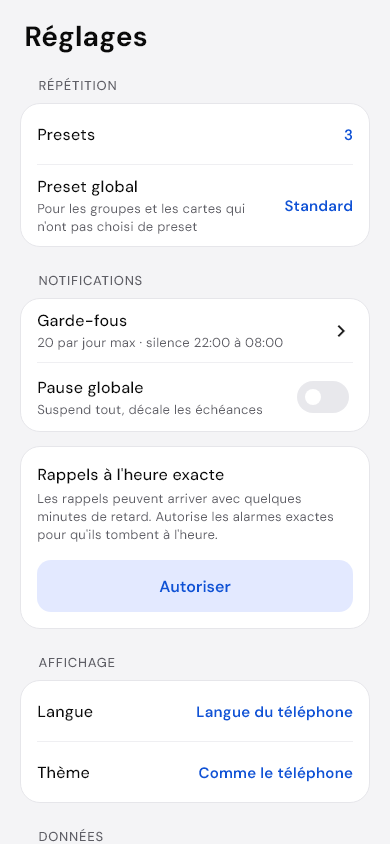 Réglages
RÉPÉTITION
Presets
3
Preset global
Pour les groupes et les cartes qui
n'ont pas choisi de preset
Standard
NOTIFICATIONS
Garde-fous
20 par jour max · silence 22:00 à 08:00
Pause globale
Suspend tout, décale les échéances
Rappels à l'heure exacte
Les rappels peuvent arriver avec quelques
minutes de retard. Autorise les alarmes exactes
pour qu'ils tombent à l'heure.
Autoriser
AFFICHAGE
Langue
Langue du téléphone
Thème
Comme le téléphone
DONNÉES